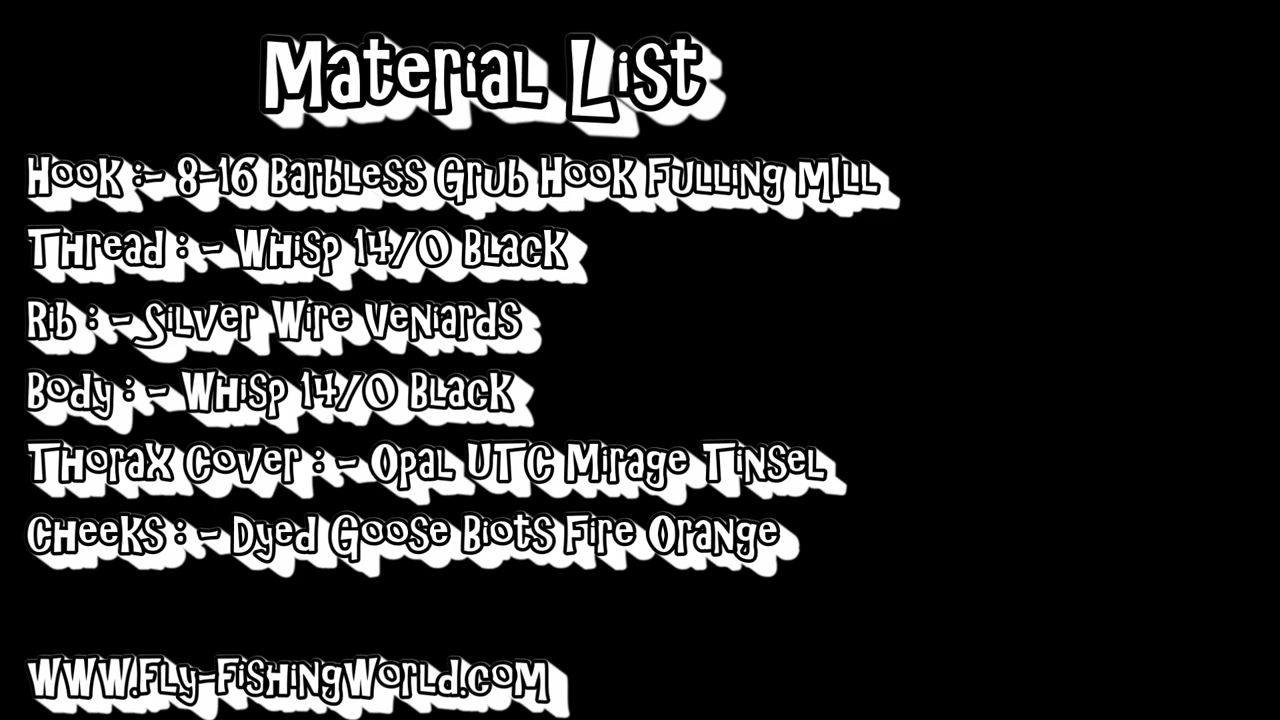 Material List
Hook :- 8-16 Barbless Grub Hook Fulling MIll
Thread : - Whisp 14/0 Black
Rib : - Silver Wire Veniards
Body : - Whisp 14/0 Black
Thorax Cover : - Opal UTC Mirage Tinsel
Cheeks : - Dyed Goose Biots Fire Orange
WWW.Fly-FishingWorld.com